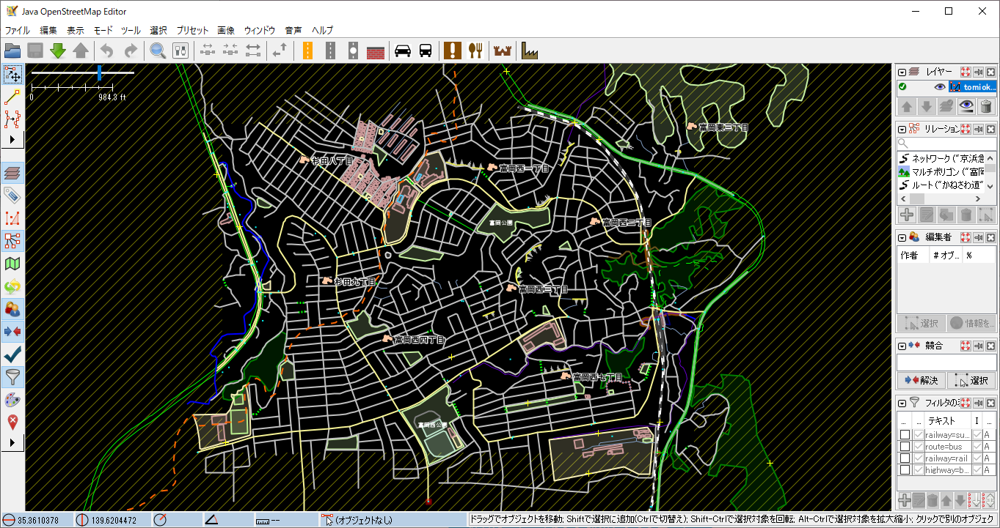 Java OpenStreetMap Editor
ファイル 編集 表示 モード ツール 選択 プリセット 画像 ウィンドウ 音声 ヘルプ
0 984.3 ft
杉田八丁目
富岡東三丁目
富岡西一丁目
富岡公園
富岡西二丁目
杉田九丁目
富岡西三丁目
富岡西四丁目
富岡西七丁目
富岡西公園
レイヤー
tomiok...
リレーション
ネットワーク ("京浜急
マルチポリゴン ("富岡
ルート ("かねさわ道"
編集者
作者 # オブ... %
選択 情報を...
競合
解決 選択
フィルタの
... ... テキスト I ...
railway=su... A
route=bus A
railway=rail A
highway=b... A
35.3610378 139.6204472 -- (オブジェクトなし) ドラッグでオブジェクトを移動; Shiftで選択に追加(Ctrlで切替え); Shift-Ctrlで選択対象を回転; Alt-Ctrlで選択対象を拡大縮小; クリックで別のオブジェク